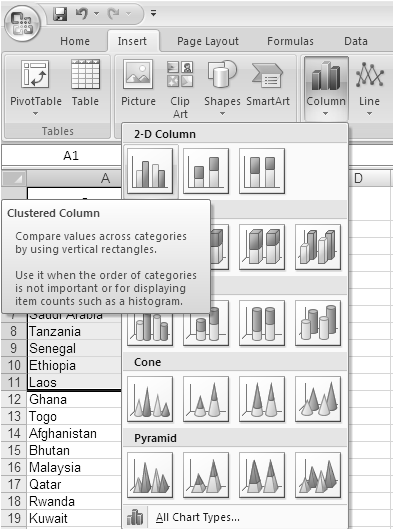 Home Insert Page Layout Formulas Data
PivotTable Table Picture Clip Art Shapes SmartArt Column Line
Tables
A1
2-D Column
A D
Clustered Column
Compare values across categories
by using vertical rectangles.
Use it when the order of categories
is not important or for displaying
item counts such as a histogram.
Saudi Arabia
8 Tanzania
9 Senegal
10 Ethiopia
11 Laos
Cone
12 Ghana
13 Togo
14 Afghanistan
Pyramid
15 Bhutan
16 Malaysia
17 Qatar
18 Rwanda
19 Kuwait
All Chart Types...